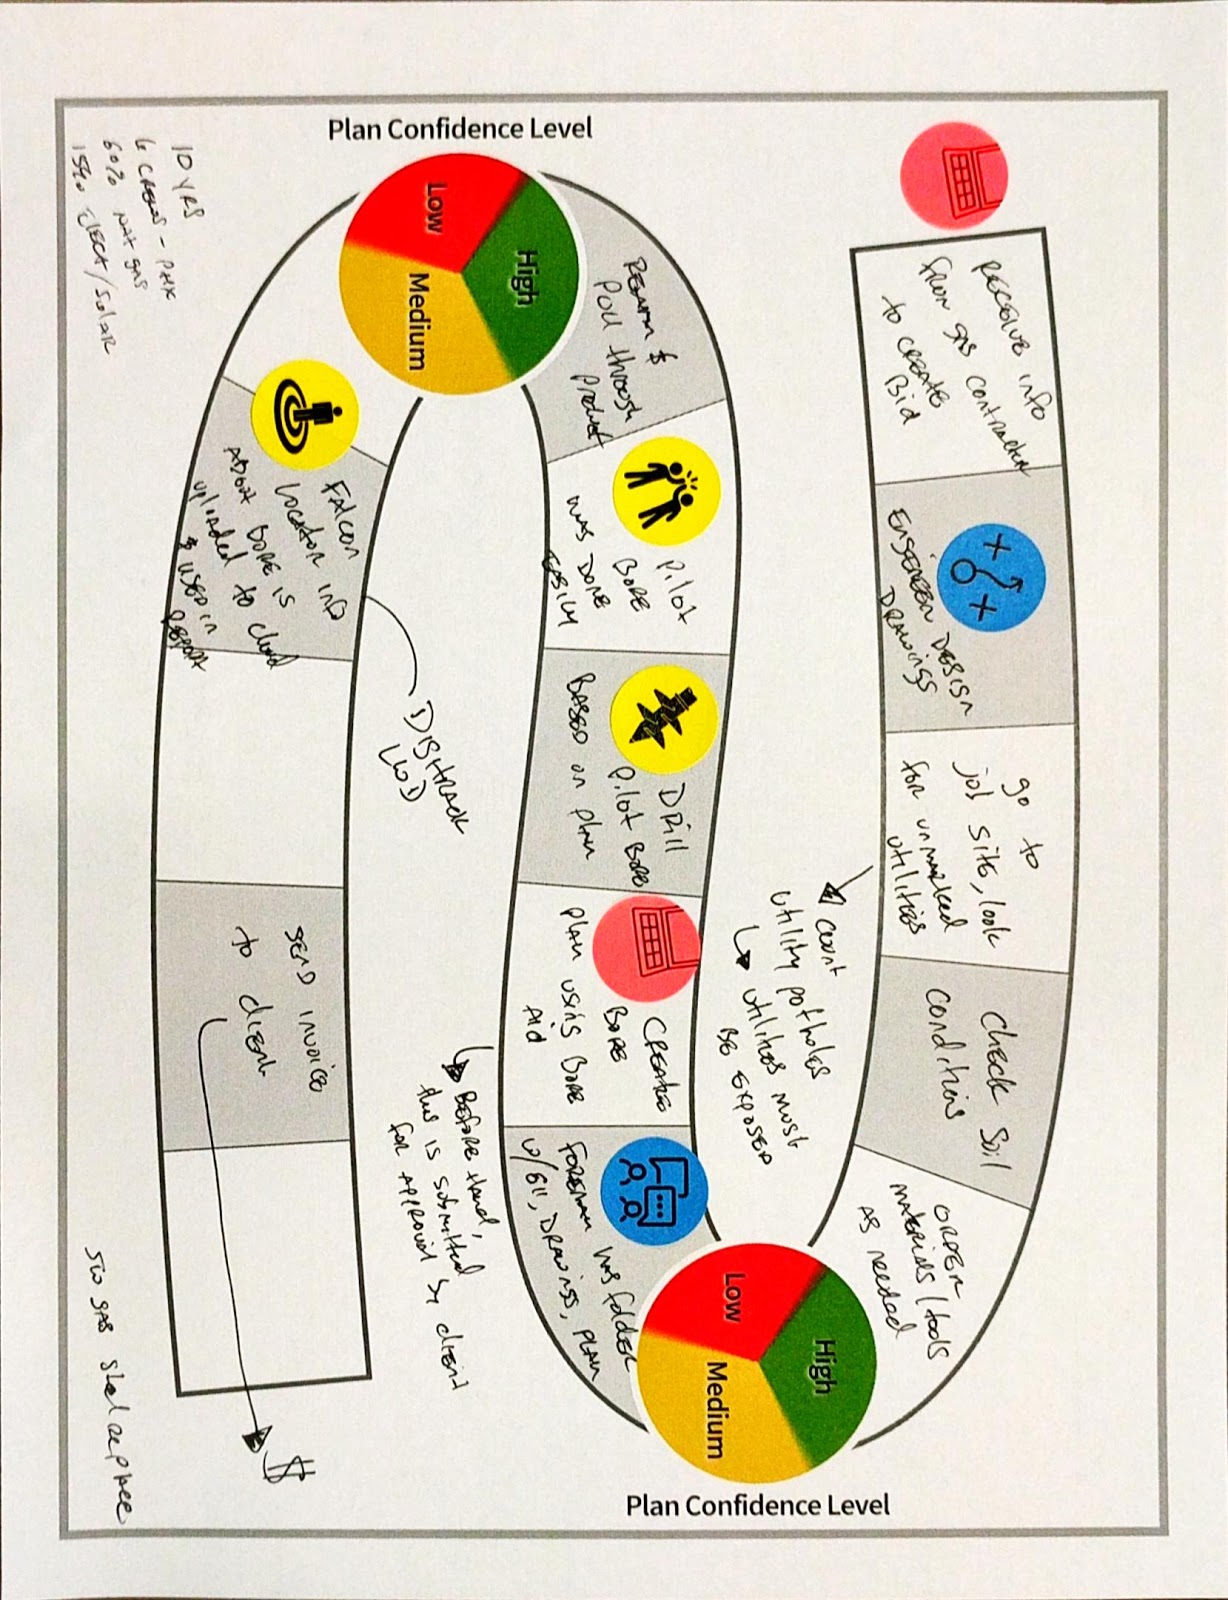 RECEIVE info
from gas contractor
to CREATE
Bid
ENGINEER DESIGN
DRAWINGS
go to
job site, look
for unmarked
utilities
check soil
conditions
ORDER
MATERIALS / tools
AS needed
count
utility potholes
utilities must
BE EXPOSED
High
Low
Medium
Plan Confidence Level
FOREMAN has folder
w/ 811, DRAWINGS, PLAN
Before Hand,
this is submitted
for approval by client
CREATE
BORE
PLAN using BORE
Aid
DRill
Pilot BORE
BASED on plan
Pilot
BORE
was DONE
EASILY
REAM &
Pull through
Product
High
Low
Medium
Plan Confidence Level
DIGITRACK
LWD
FALCON
LOCATOR info
ABOUT BORE IS
uploaded to cloud
& USED in
REPORT
SEND INVOICE
to client
$
10 YRS
6 CREWS - PHX
60% nat gas
15% ELECT/Solar
SW GAS steel replace